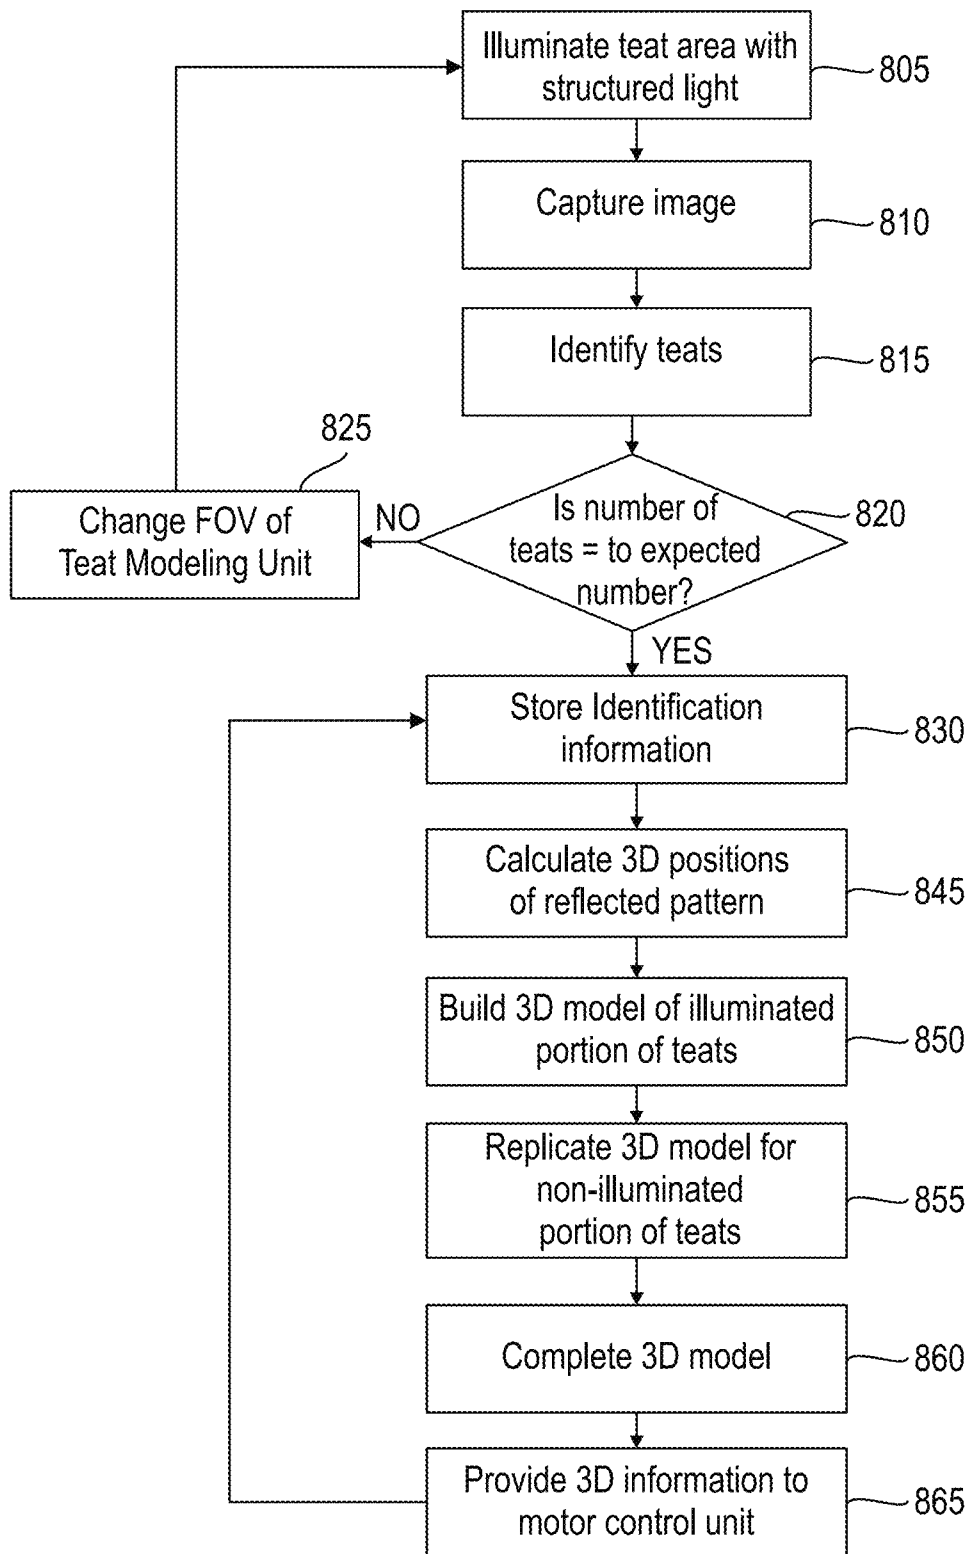 Illuminate teat area with
structured light
805
Capture image
810
Identify teats
815
825
Change FOV of
Teat Modeling Unit
NO
Is number of
teats = to expected
number?
820
YES
Store Identification
information
830
Calculate 3D positions
of reflected pattern
845
Build 3D model of illuminated
portion of teats
850
Replicate 3D model for
non-illuminated
portion of teats
855
Complete 3D model
860
Provide 3D information to
motor control unit
865